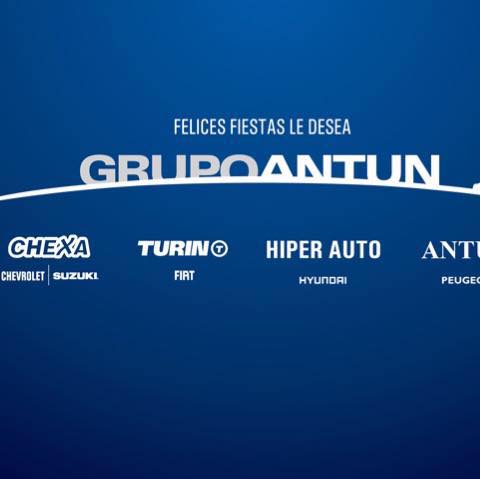 FELICES FIESTAS LE DESEA
GRUPOANTUN
CHEXA
CHEVROLET | SUZUKI
TURIN T
FIAT
HIPER AUTO
HYUNDAI